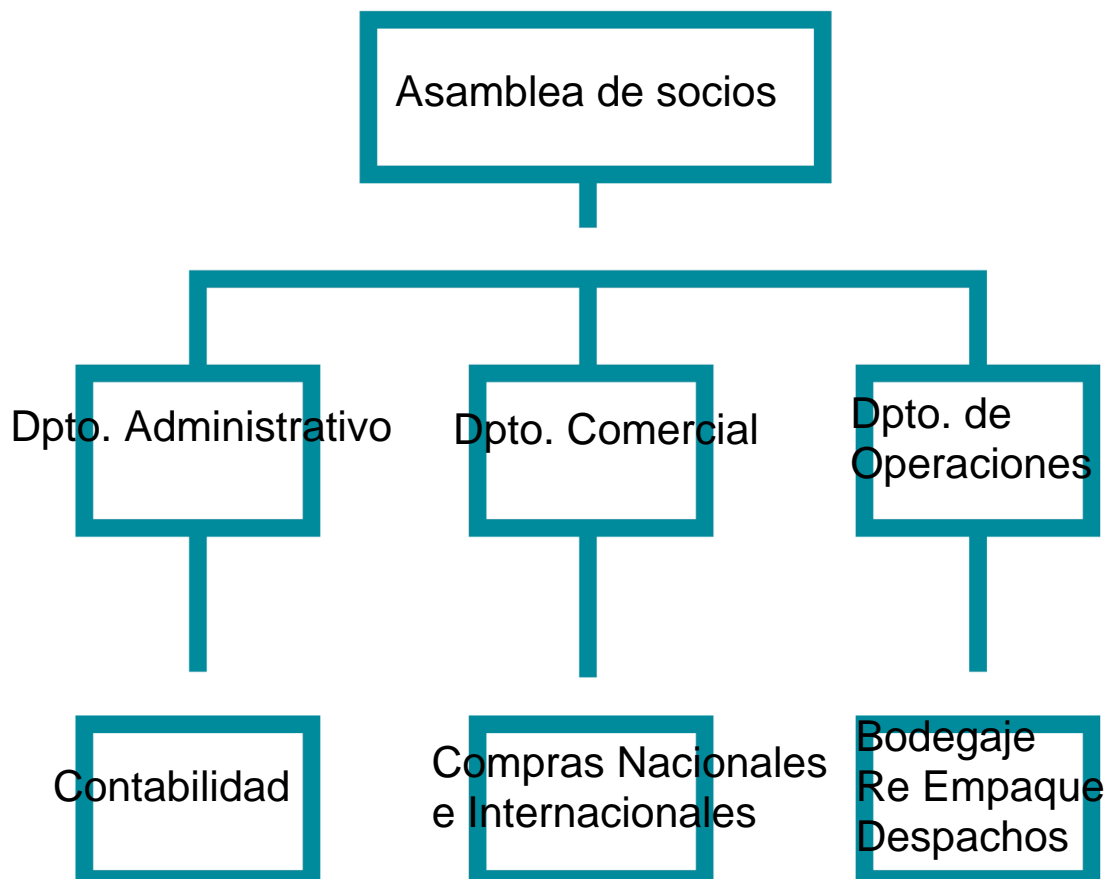 Asamblea de socios
Dpto. Administrativo
Dpto. Comercial
Dpto. de
Operaciones
Contabilidad
Compras Nacionales
e Internacionales
Bodegaje
Re Empaque
Despachos